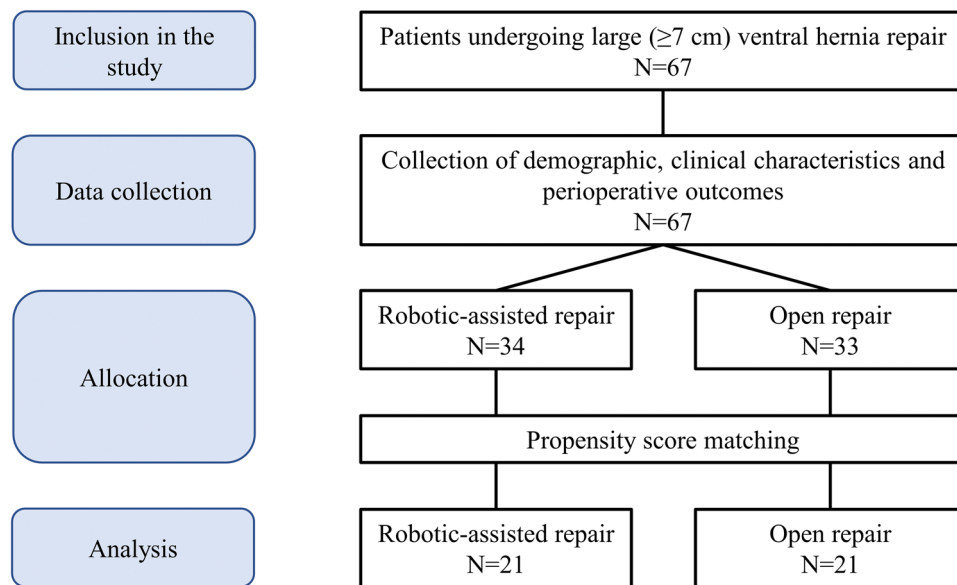 Inclusion in the
study
Patients undergoing large (≥7 cm) ventral hernia repair
N=67
Data collection
Collection of demographic, clinical characteristics and
perioperative outcomes
N=67
Allocation
Robotic-assisted repair
N=34
Open repair
N=33
Propensity score matching
Analysis
Robotic-assisted repair
N=21
Open repair
N=21